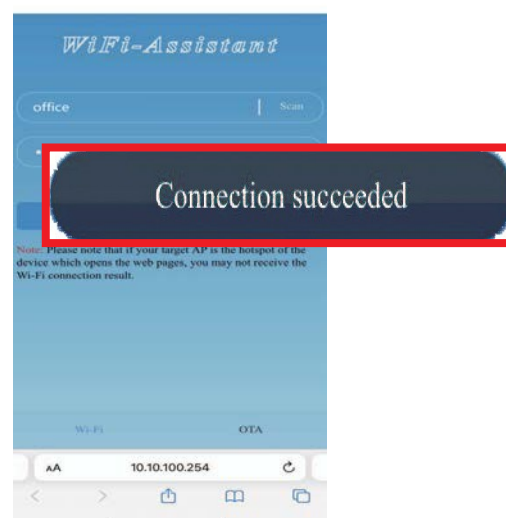 WiFi-Assistant
office
Scan
Connection succeeded
Note: Please note that if your target AP is the hotspot of the
device which opens the web pages, you may not receive the
Wi-Fi connection result.
Wi-Fi OTA
AA 10.10.100.254